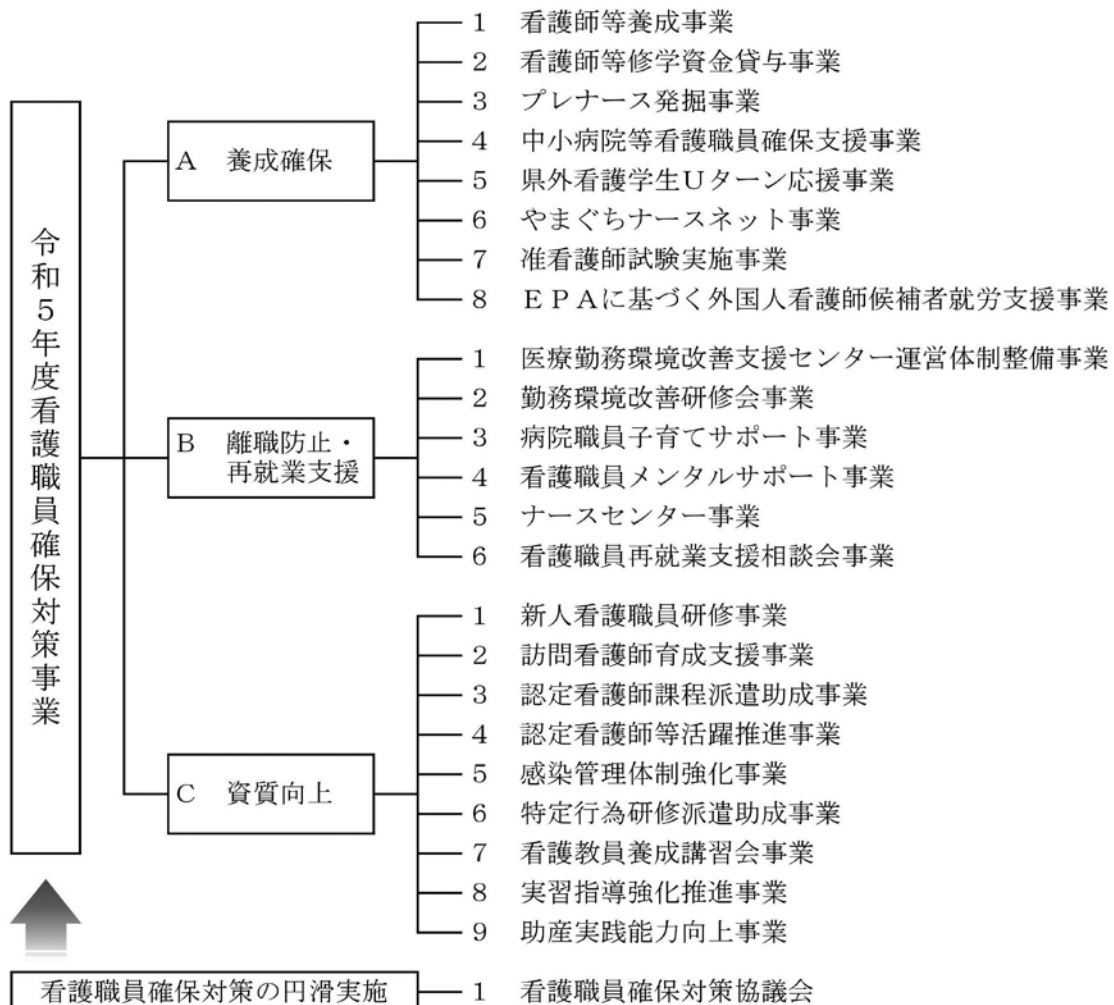 令和５年度看護職員確保対策事業
A 養成確保
1 看護師等養成事業
2 看護師等修学資金貸与事業
3 プレナース発掘事業
4 中小病院等看護職員確保支援事業
5 県外看護学生Uターン応援事業
6 やまぐちナースネット事業
7 准看護師試験実施事業
8 ＥＰＡに基づく外国人看護師候補者就労支援事業
B 離職防止・
再就業支援
1 医療勤務環境改善支援センター運営体制整備事業
2 勤務環境改善研修会事業
3 病院職員子育てサポート事業
4 看護職員メンタルサポート事業
5 ナースセンター事業
6 看護職員再就業支援相談会事業
C 資質向上
1 新人看護職員研修事業
2 訪問看護師育成支援事業
3 認定看護師課程派遣助成事業
4 認定看護師等活躍推進事業
5 感染管理体制強化事業
6 特定行為研修派遣助成事業
7 看護教員養成講習会事業
8 実習指導強化推進事業
9 助産実践能力向上事業
看護職員確保対策の円滑実施
1 看護職員確保対策協議会